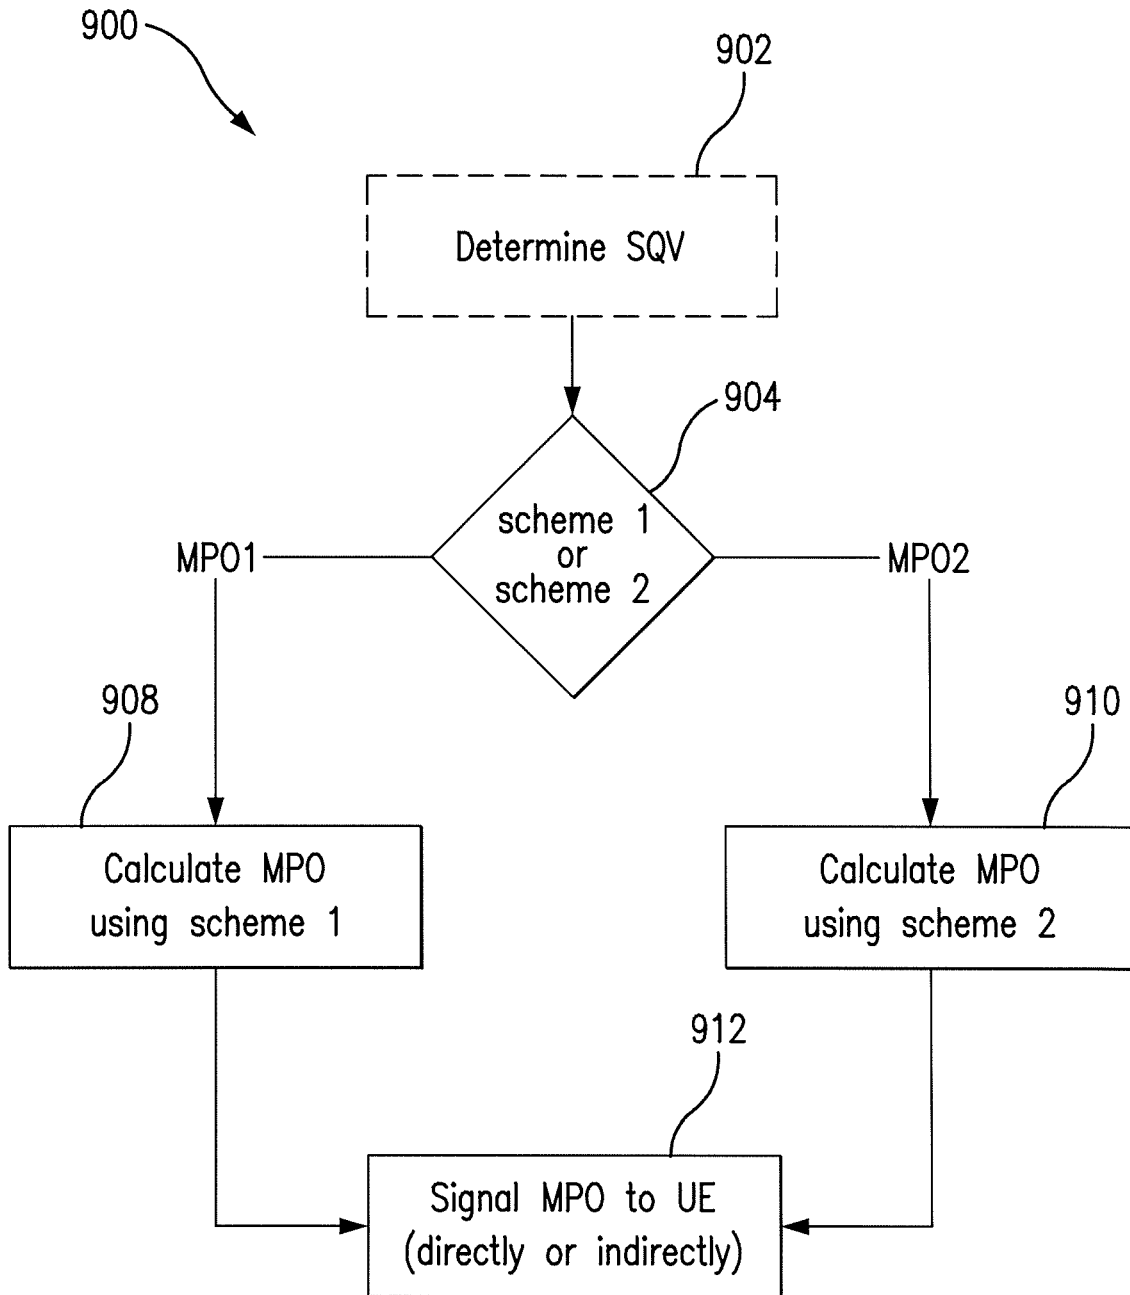 900
902
Determine SQV
904
scheme 1
or
scheme 2
MPO1
MPO2
908
910
Calculate MPO
using scheme 1
Calculate MPO
using scheme 2
912
Signal MPO to UE
(directly or indirectly)